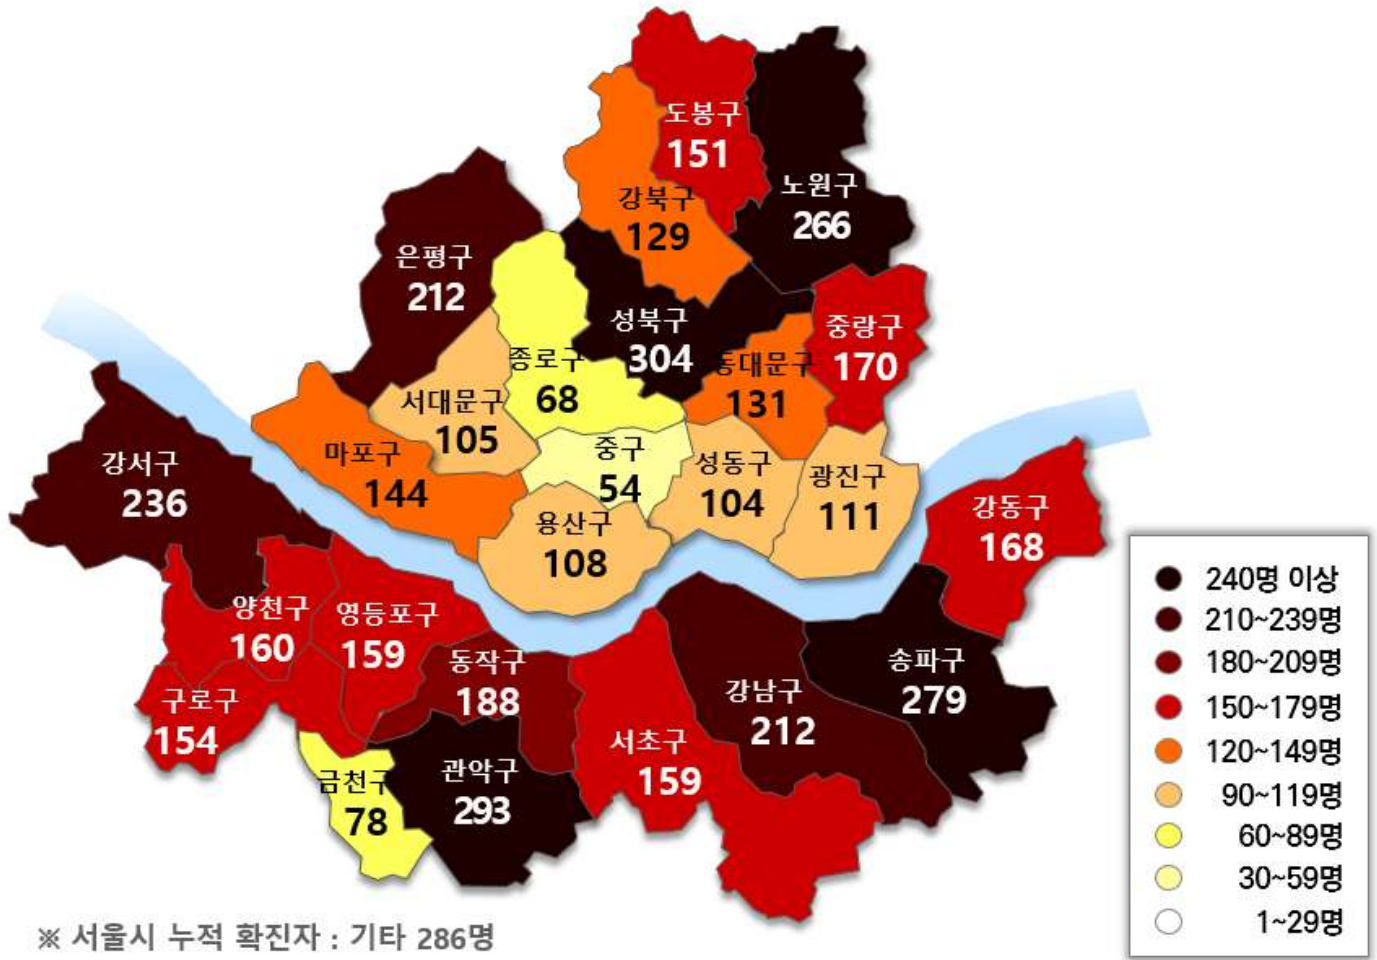 도봉구
151
노원구
266
강북구
129
은평구
212
성북구
304
중랑구
170
종로구
68
동대문구
131
서대문구
105
마포구
144
중구
54
성동구
104
광진구
111
강서구
236
용산구
108
강동구
168
양천구
160
영등포구
159
동작구
188
송파구
279
강남구
212
구로구
154
서초구
159
금천구
78
관악구
293
240명 이상
210~239명
180~209명
150~179명
120~149명
90~119명
60~89명
30~59명
1~29명
※ 서울시 누적 확진자 : 기타 286명